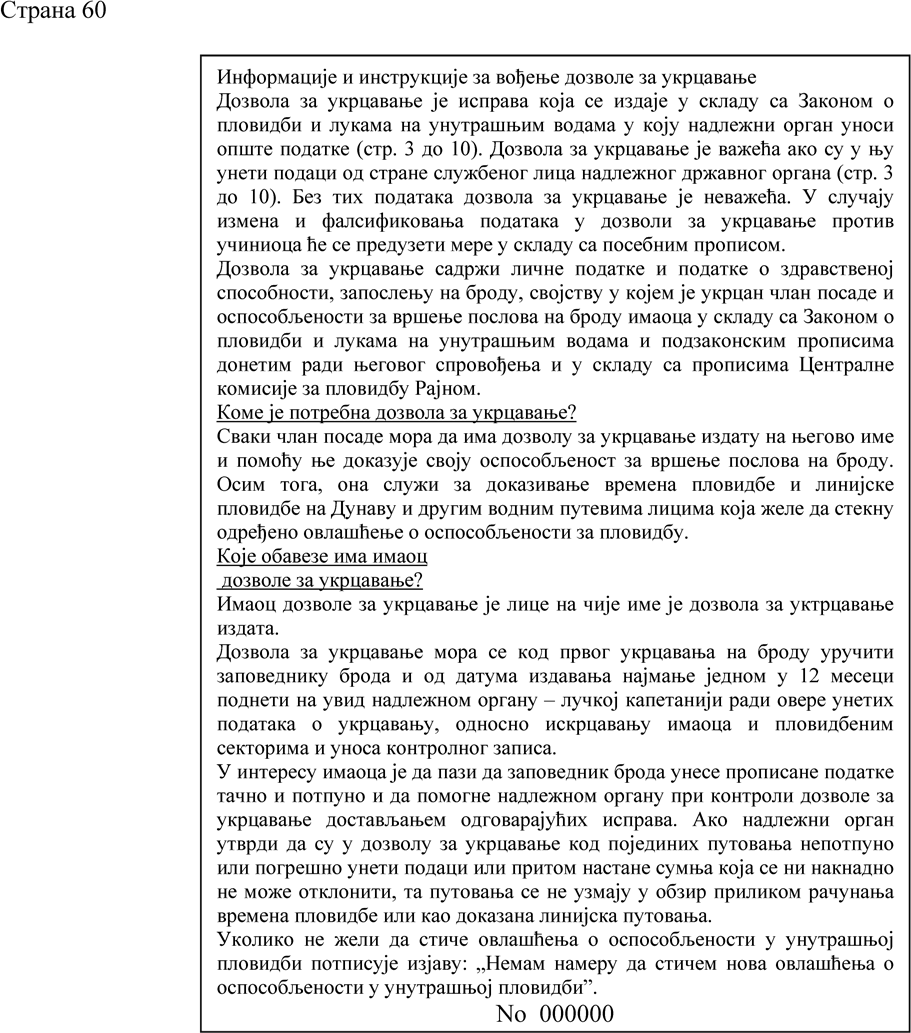 Страна 60
Информације и инструкције за вођење дозволе за укрцавање
Дозвола за укрцавање је исправа која се издаје у складу са Законом о
пловидби и лукама на унутрашњим водама у коју надлежни орган уноси
опште податке (стр. 3 до 10). Дозвола за укрцавање је важећа ако су у њу
унети подаци од стране службеног лица надлежног државног органа (стр. 3
до 10). Без тих података дозвола за укрцавање је неважећа. У случају
измена и фалсификовања података у дозволи за укрцавање против
учиниоца ће се предузети мере у складу са посебним прописом.
Дозвола за укрцавање садржи личне податке и податке о здравственој
способности, запослењу на броду, својству у којем је укрцан члан посаде и
оспособљености за вршење послова на броду имаоца у складу са Законом о
пловидби и лукама на унутрашњим водама и подзаконским прописима
донетим ради његовог спровођења и у складу са прописима Централне
комисије за пловидбу Рајном.
Коме је потребна дозвола за укрцавање?
Сваки члан посаде мора да има дозволу за укрцавање издату на његово име
и помоћу ње доказује своју оспособљеност за вршење послова на броду.
Осим тога, она служи за доказивање времена пловидбе и линијске
пловидбе на Дунаву и другим водним путевима лицима која желе да стекну
одређено овлашћење о оспособљености за пловидбу.
Које обавезе има имаоц
дозволе за укрцавање?
Имаоц дозволе за укрцавање је лице на чије име је дозвола за уктрцавање
издата.
Дозвола за укрцавање мора се код првог укрцавања на броду уручити
заповеднику брода и од датума издавања најмање једном у 12 месеци
поднети на увид надлежном органу – лучкој капетанији ради овере унетих
података о укрцавању, односно искрцавању имаоца и пловидбеним
секторима и уноса контролног записа.
У интересу имаоца је да пази да заповедник брода унесе прописане податке
тачно и потпуно и да помогне надлежном органу при контроли дозволе за
укрцавање достављањем одговарајућих исправа. Ако надлежни орган
утврди да су у дозволу за укрцавање код појединих путовања непотпуно
или погрешно унети подаци или притом настане сумња која се ни накнадно
не може отклонити, та путовања се не узмају у обзир приликом рачунања
времена пловидбе или као доказана линијска путовања.
Уколико не жели да стиче овлашћења о оспособљености у унутрашњој
пловидби потписује изјаву: „Немам намеру да стичем нова овлашћења о
оспособљености у унутрашњој пловидби”.
No 000000